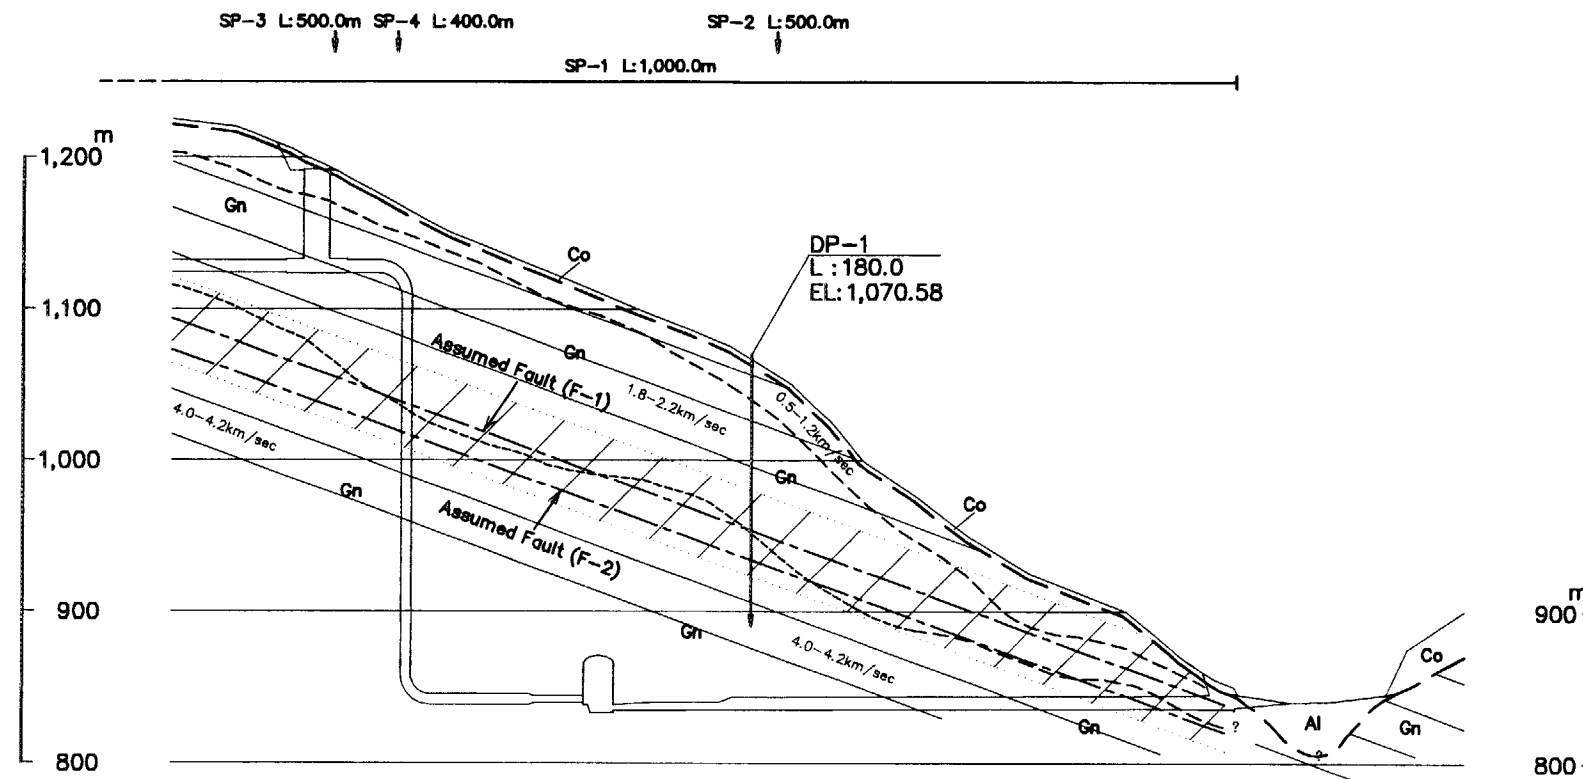 SP-3 L:500.0m SP-4 L:400.0m
SP-2 L:500.0m
SP-1 L:1,000.0m
m
1,200
Gn
Co
DP-1
L :180.0
EL:1,070.58
1,100
Assumed Fault (F-1)
Gn
1.8-2.2km/sec
0.5-1.2km/sec
4.0-4.2km/sec
1,000
Gn
Gn
Co
Assumed Fault (F-2)
m
900
900
Gn
4.0-4.2km/sec
Co
Gn
?
Al
Gn
?
800
800